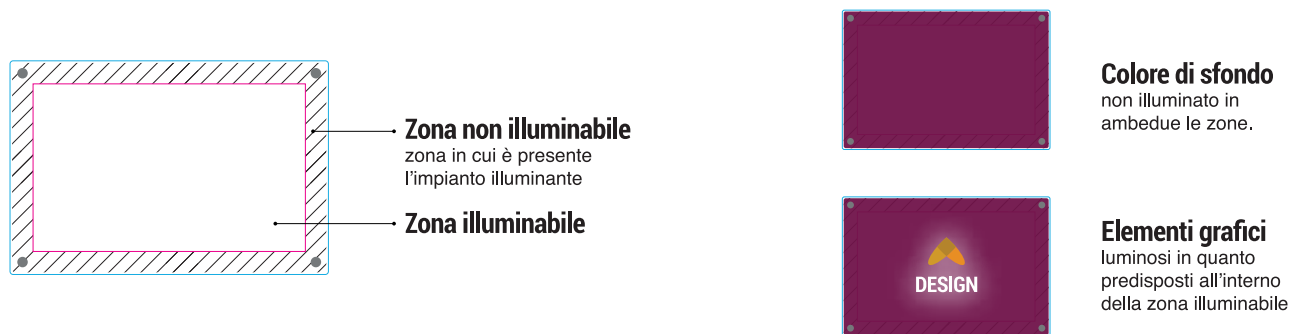 Zona non illuminabile
zona in cui è presente
l'impianto illuminante
Zona illuminabile
Colore di sfondo
non illuminato in
ambedue le zone.
DESIGN
Elementi grafici
luminosi in quanto
predisposti all'interno
della zona illuminabile